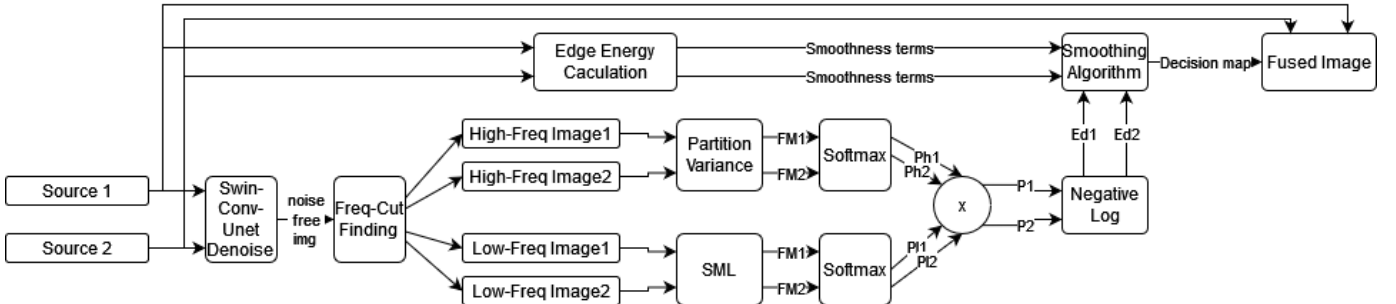 Edge Energy
Caculation
Smoothness terms
Smoothness terms
Smoothing
Algorithm
Decision map
Fused Image
Ed1
Ed2
Source 1
Source 2
Swin-
Conv-
Unet
Denoise
noise
free
img
Freq-Cut
Finding
High-Freq Image1
High-Freq Image2
Low-Freq Image1
Low-Freq Image2
Partition
Variance
FM1
FM2
Softmax
Ph1
Ph2
SML
FM1
FM2
Softmax
Pl1
Pl2
x
P1
P2
Negative
Log